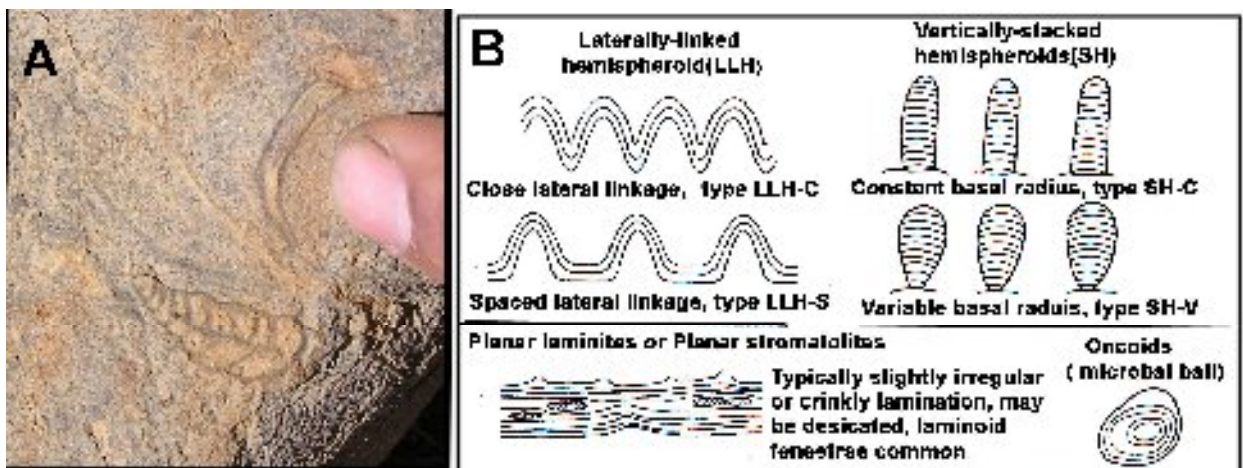 A
B
Laterally-linked
hemispheroid(LLH)
Vertically-stacked
hemispheroids(SH)
Close lateral linkage, type LLH-C
Constant basal radius, type SH-C
Spaced lateral linkage, type LLH-S
Variable basal raduis, type SH-V
Planar laminites or Planar stromatolites
Typically slightly irregular
or crinkly lamination, may
be desicated, laminoid
fenestrae common
Oncoids
( microbal ball)